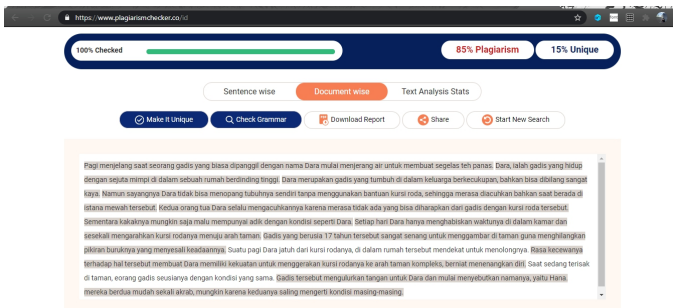 https://www.plagiarismchecker.co/id
100% Checked
85% Plagiarism
15% Unique
Sentence wise
Document wise
Text Analysis Stats
Make It Unique
Check Grammar
Download Report
Share
Start New Search
Pagi menjelang saat seorang gadis yang biasa dipanggil dengan nama Dara mulai menjerang air untuk membuat segelas teh panas. Dara, ialah gadis yang hidup
dengan sejuta mimpi di dalam sebuah rumah berdinding tinggi. Dara merupakan gadis yang tumbuh di dalam keluarga berkecukupan, bahkan bisa dibilang sangat
kaya. Namun sayangnya Dara tidak bisa menopang tubuhnya sendiri tanpa menggunakan bantuan kursi roda, sehingga merasa diacuhkan bahkan saat berada di
istana mewah tersebut. Kedua orang tua Dara selalu mengacuhkannya karena merasa tidak ada yang bisa diharapkan dari gadis dengan kursi roda tersebut.
Sementara kakaknya mungkin saja malu mempunyai adik dengan kondisi seperti Dara. Setiap hari Dara hanya menghabiskan waktunya di dalam kamar dan
sesekali mengarahkan kursi rodanya menuju arah taman. Gadis yang berusia 17 tahun tersebut sangat senang untuk menggambar di taman guna menghilangkan
pikiran buruknya yang menyesali keadaannya. Suatu pagi Dara jatuh dari kursi rodanya, di dalam rumah tersebut mendekat untuk menolongnya. Rasa kecewanya
terhadap hal tersebut membuat Dara memiliki kekuatan untuk menggerakan kursi rodanya ke arah taman kompleks, berniat menenangkan diri. Saat sedang terisak
di taman, eorang gadis seusianya dengan kondisi yang sama. Gadis tersebut mengulurkan tangan untuk Dara dan mulai menyebutkan namanya, yaitu Hana.
mereka berdua mudah sekali akrab, mungkin karena keduanya saling mengerti kondisi masing-masing.